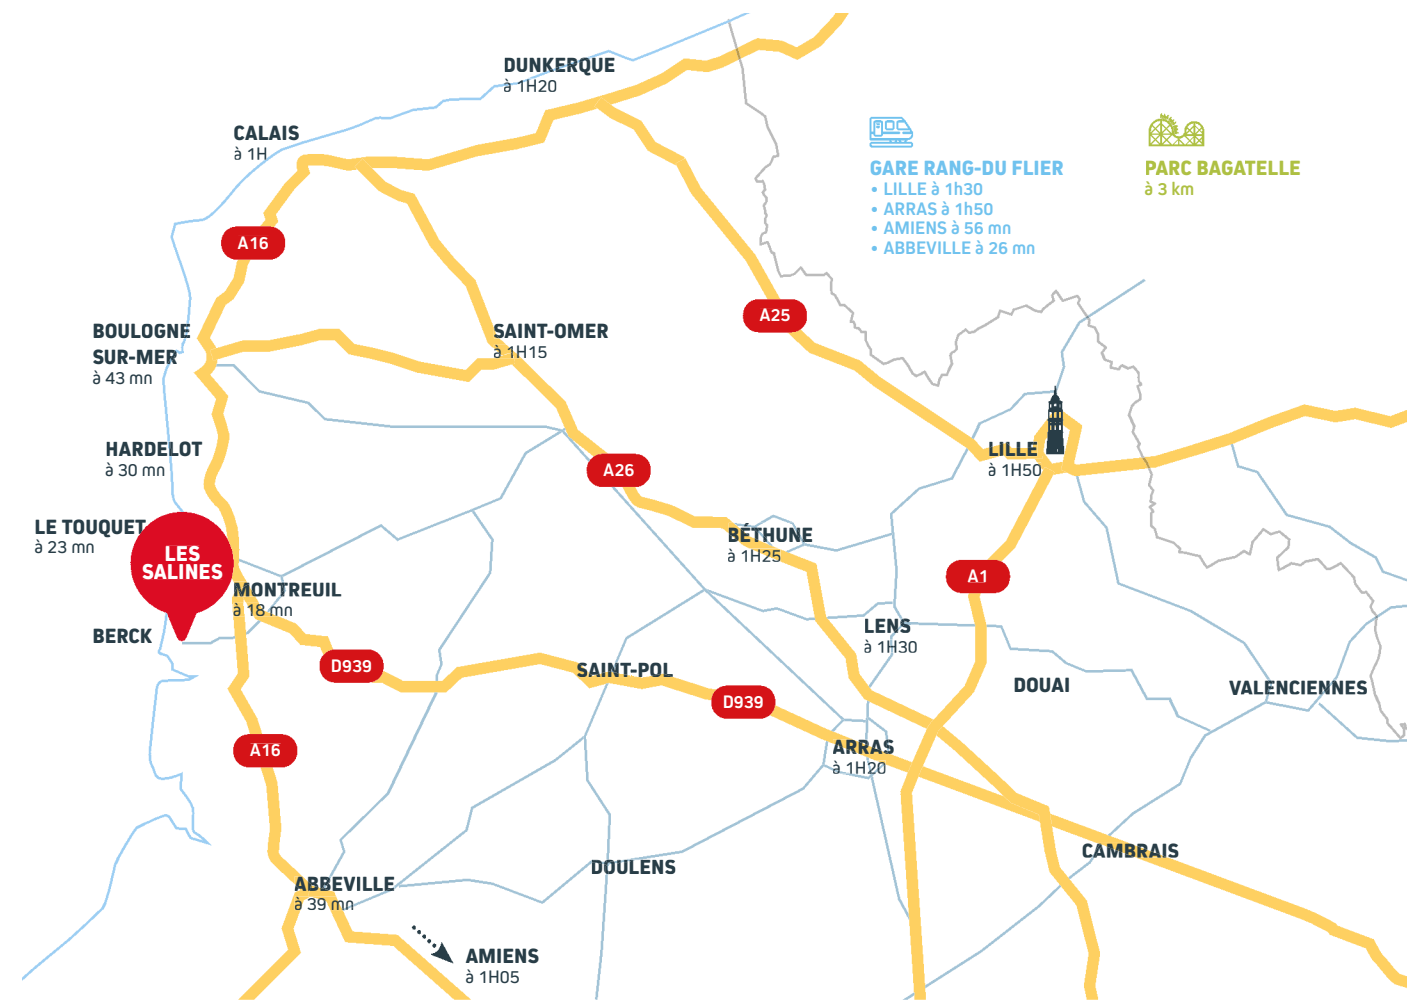 DUNKERQUE
à 1H20
CALAIS
à 1H
GARE RANG-DU FLIER
• LILLE à 1h30
• ARRAS à 1h50
• AMIENS à 56 mn
• ABBEVILLE à 26 mn
PARC BAGATELLE
à 3 km
A16
A25
BOULOGNE
SUR-MER
à 43 mn
SAINT-OMER
à 1H15
HARDELOT
à 30 mn
LILLE
à 1H50
A26
LE TOUQUET
à 23 mn
LES
SALINES
BÉTHUNE
à 1H25
A1
MONTREUIL
à 18 mn
BERCK
LENS
à 1H30
D939
SAINT-POL
D939
DOUAI
VALENCIENNES
A16
ARRAS
à 1H20
CAMBRAIS
DOULENS
ABBEVILLE
à 39 mn
AMIENS
à 1H05